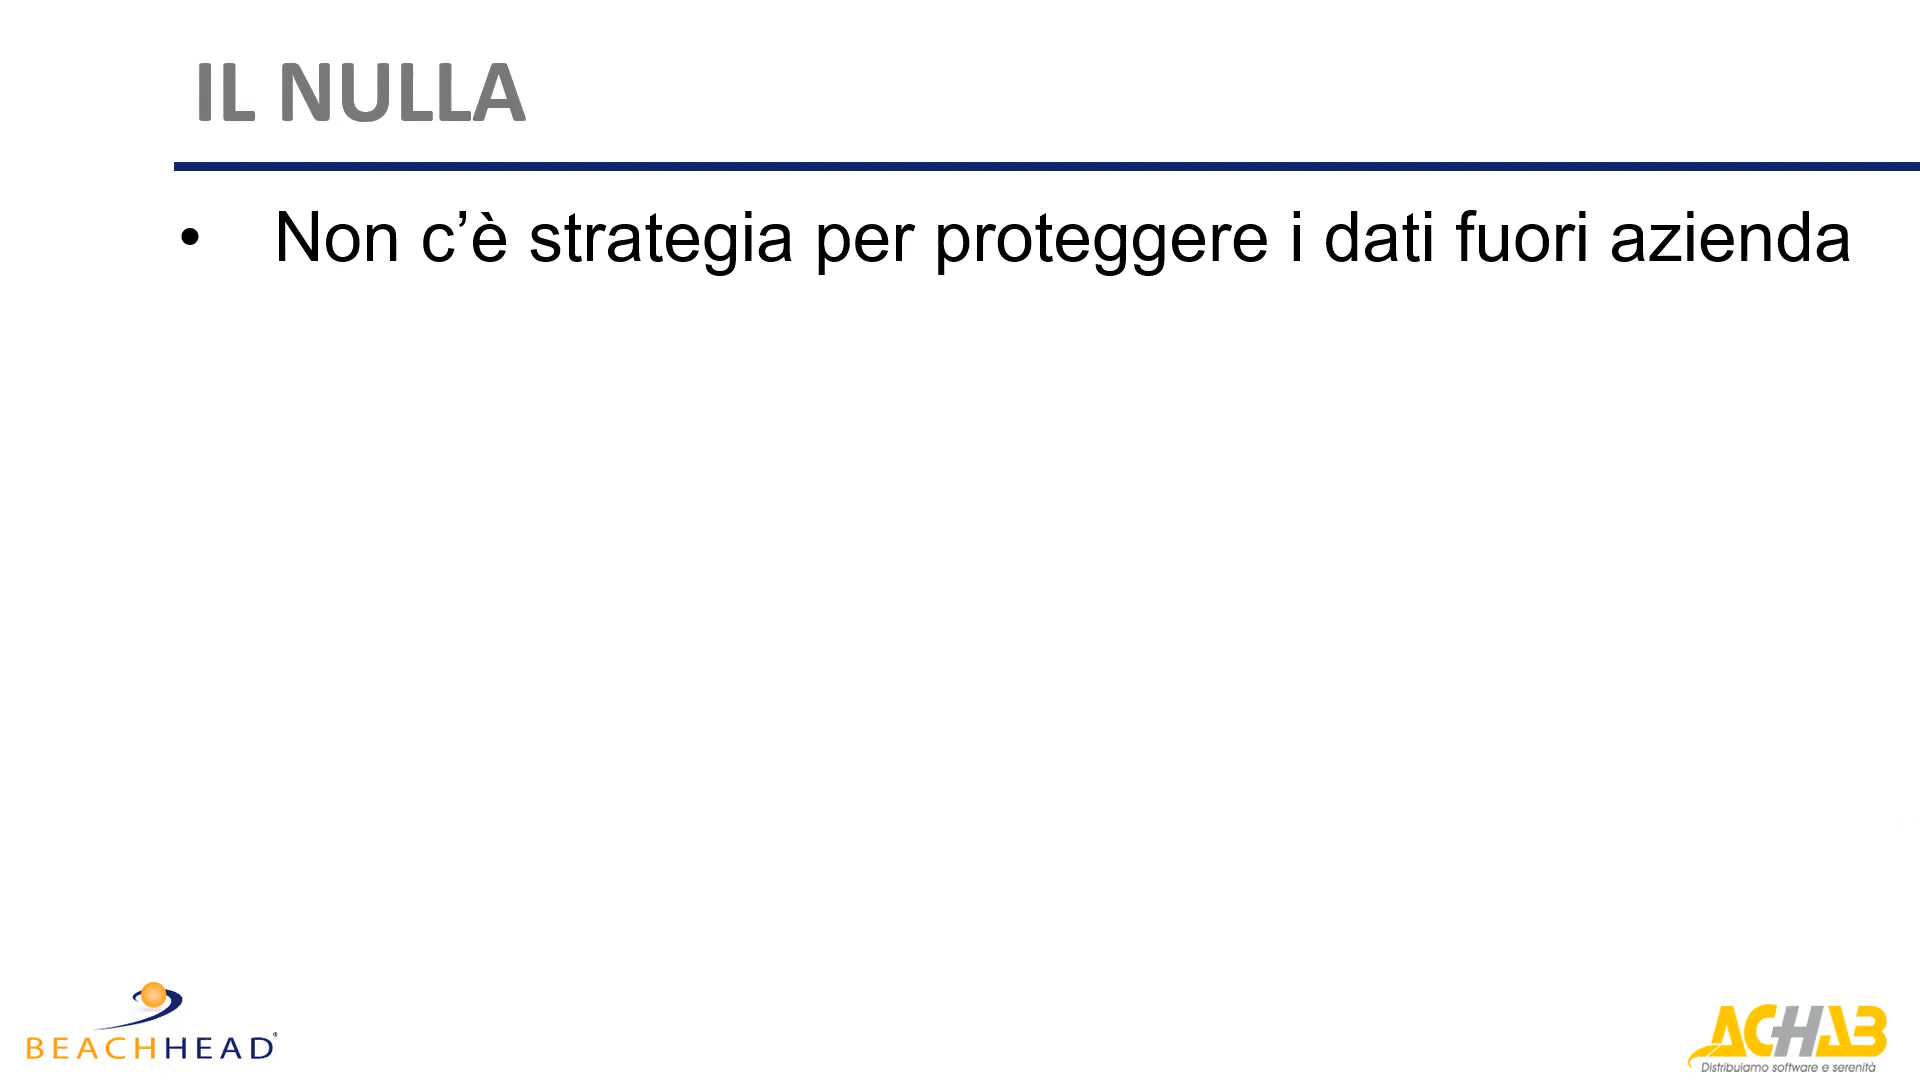 IL NULLA
• Non c’è strategia per proteggere i dati fuori azienda
BEACHHEAD®
ACHAB
Distribuiamo software e serenità